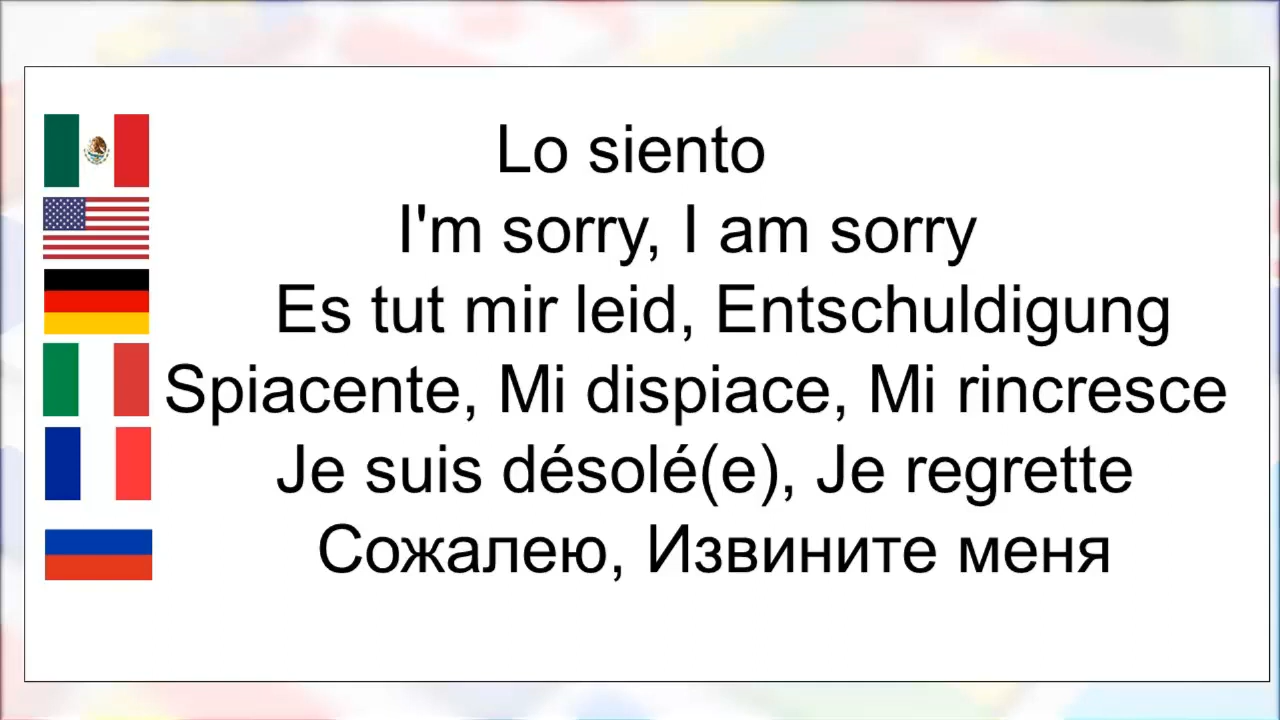 Lo siento
I'm sorry, I am sorry
Es tut mir leid, Entschuldigung
Spiacente, Mi dispiace, Mi rincresce
Je suis désolé(e), Je regrette
Сожалею, Извините меня